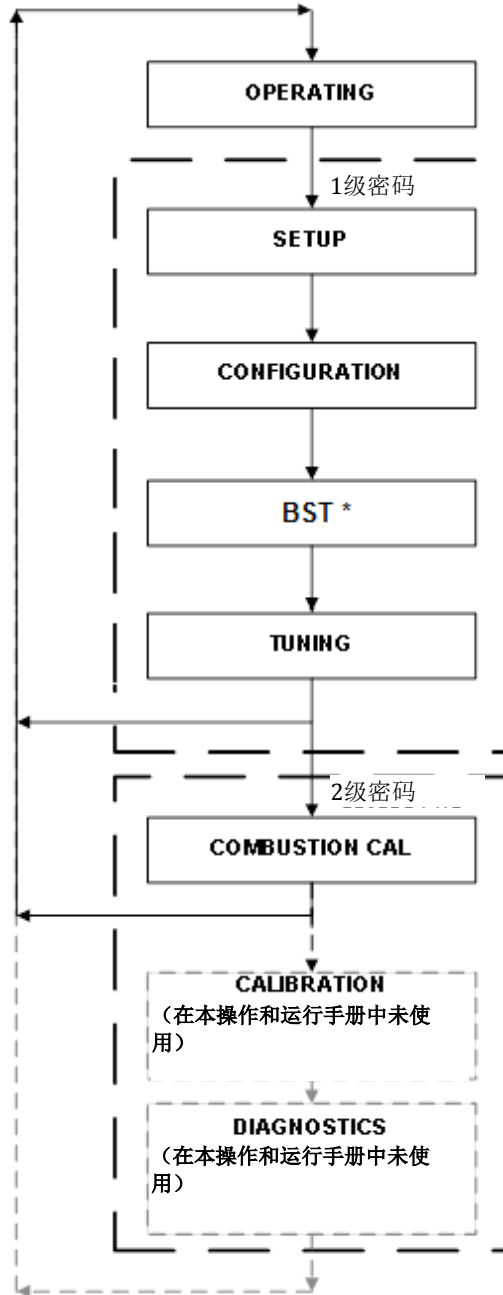 OPERATING
1级密码
SETUP
CONFIGURATION
BST *
TUNING
2级密码
COMBUSTION CAL
CALIBRATION
（在本操作和运行手册中未使
用）
DIAGNOSTICS
（在本操作和运行手册中未使
用）